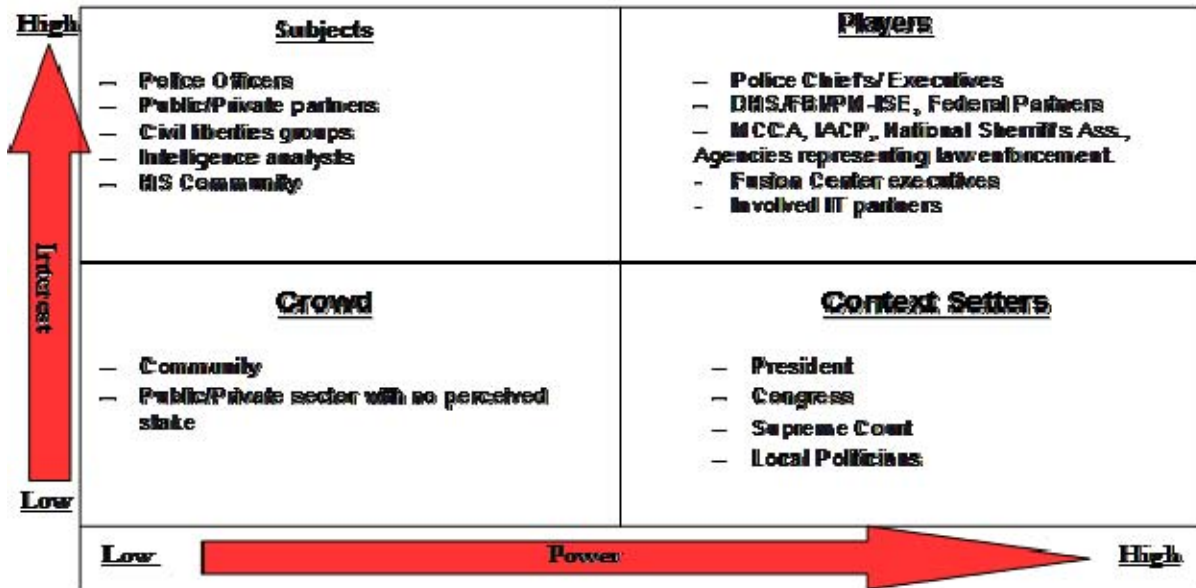 High
Subjects
– Police Officers
– Public/Private partners
– Civil liberties groups
– Intelligence analysts
– HS Community
Players
– Police Chiefs/ Executives
– DHS/FBI/PM-ISE, Federal Partners
– MCCA, IACP, National Sherriffs Ass.,
Agencies representing law enforcement.
- Fusion Center executives
- Involved IT partners
Interest
Crowd
– Community
– Public/Private sector with no perceived
stake
Context Setters
– President
– Congress
– Supreme Court
– Local Politicians
Low
Low
Power
High